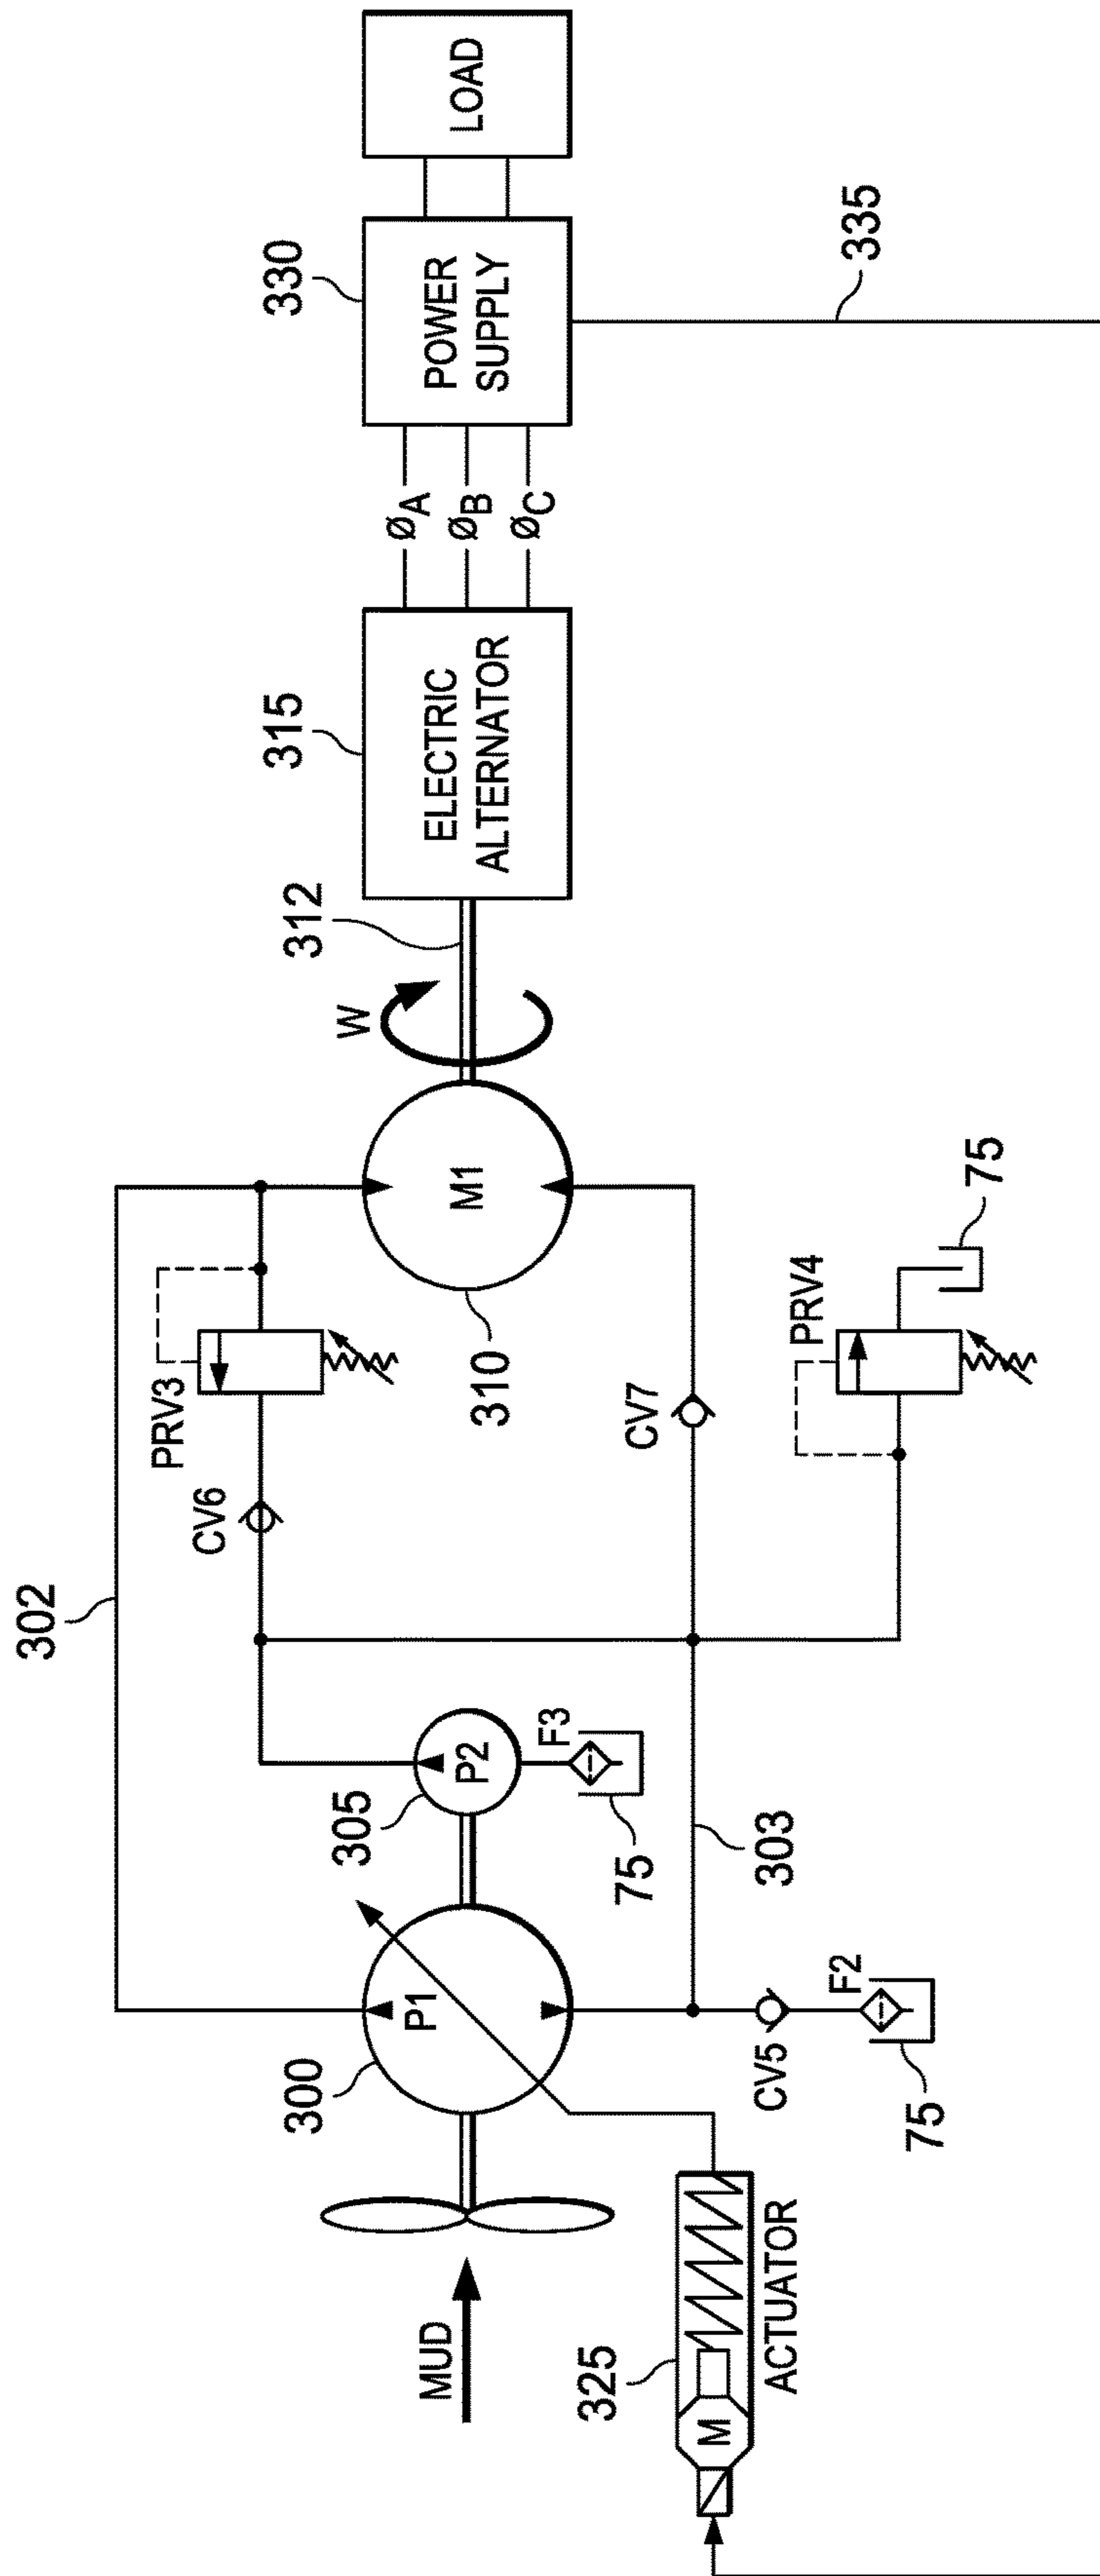 MUD
300
P1
302
305
P2
F3
75
303
CV5
F2
75
325
M
ACTUATOR
CV6
PRV3
310
M1
CV7
PRV4
75
W
312
315
ELECTRIC
ALTERNATOR
ØA
ØB
ØC
330
POWER
SUPPLY
335
LOAD